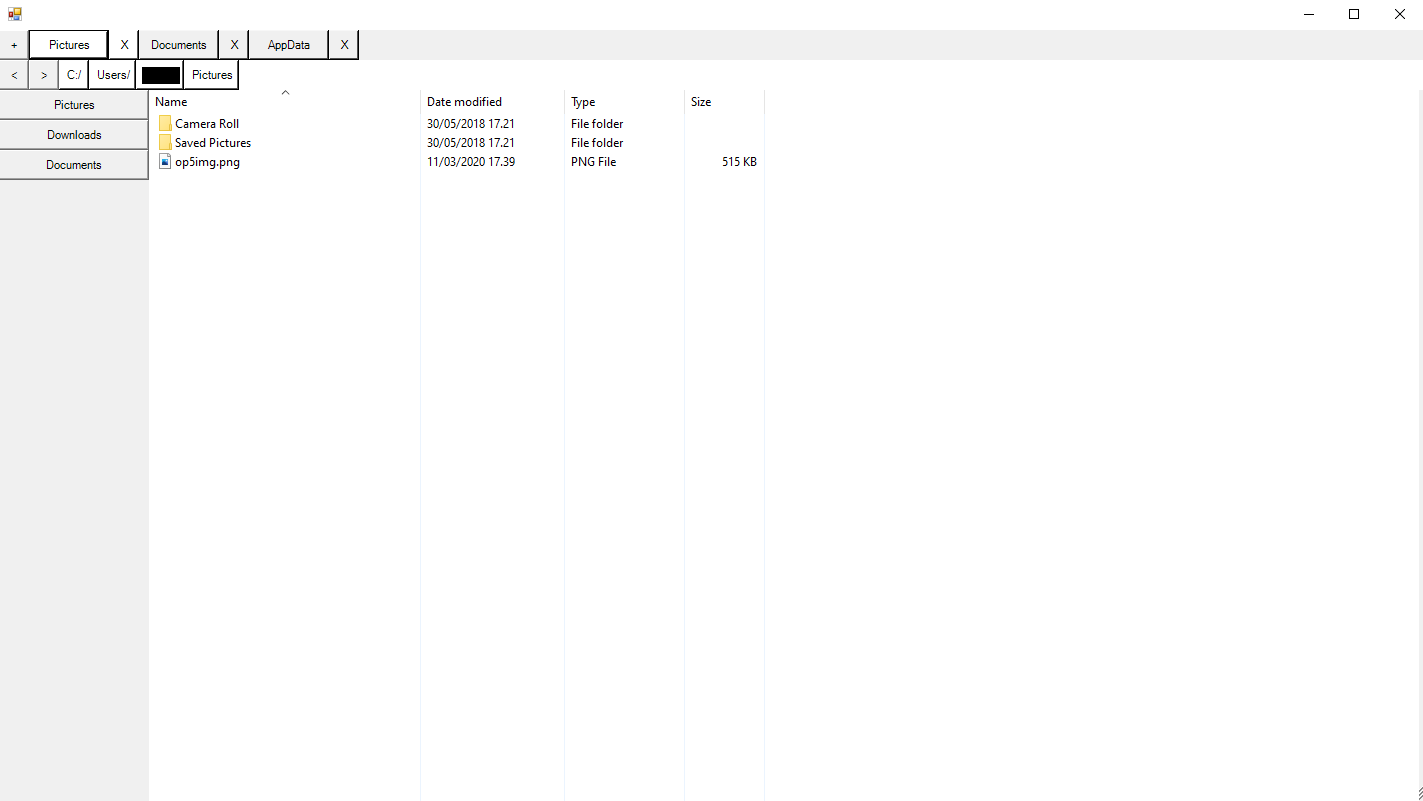 + Pictures X Documents X AppData X
< > C:/ Users/ Pictures
Pictures
Downloads
Documents
Name Date modified Type Size
Camera Roll 30/05/2018 17.21 File folder
Saved Pictures 30/05/2018 17.21 File folder
op5img.png 11/03/2020 17.39 PNG File 515 KB